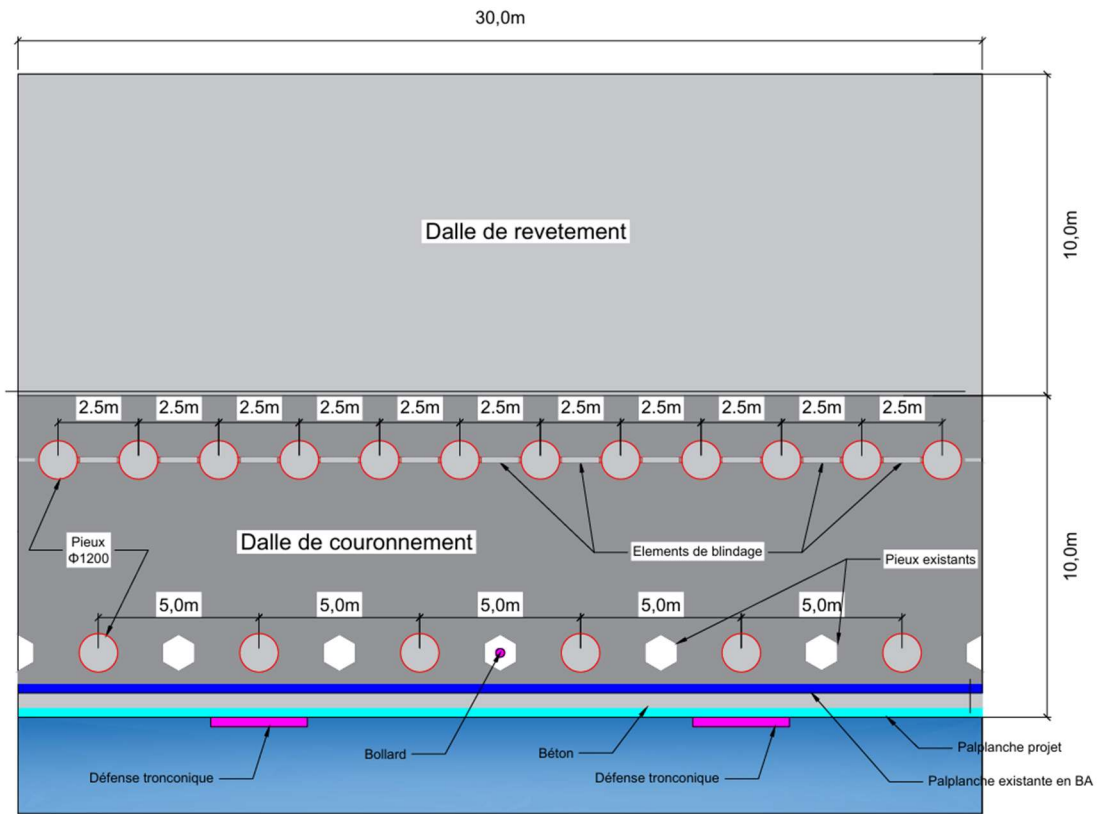 30,0m
Dalle de revetement
10,0m
2.5m 2.5m 2.5m 2.5m 2.5m 2.5m 2.5m 2.5m 2.5m 2.5m 2.5m
Dalle de couronnement
Pieux
Φ1200
Elements de blindage
Pieux existants
10,0m
5,0m 5,0m 5,0m 5,0m 5,0m
Palplanche projet
Bollard
Béton
Défense tronconique
Défense tronconique
Palplanche existante en BA